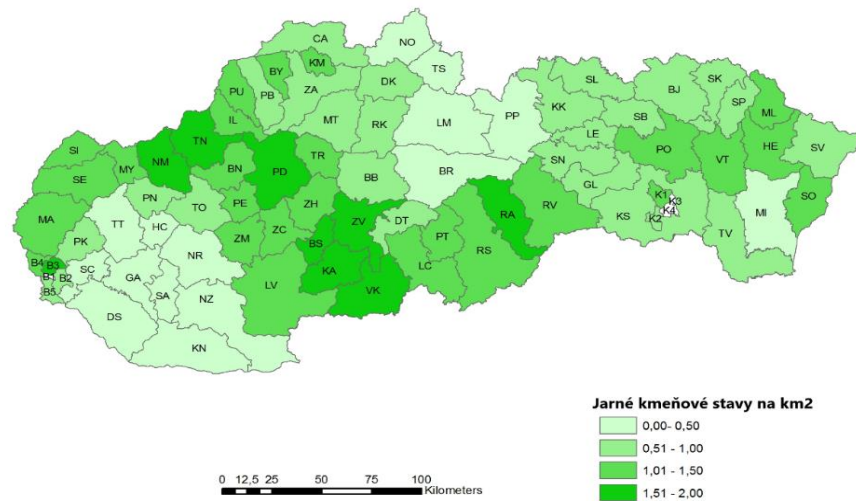 CA
NO
BY
KM
TS
PU
PB
ZA
DK
SL
BJ
SK
KK
SP
IL
MT
RK
LM
PP
SB
ML
TN
LE
SI
NM
BN
PD
TR
SN
PO
VT
HE
SV
MY
SE
BB
BR
GL
PN
TO
PE
ZH
RA
RV
K1
K3
SO
MA
TT
HC
ZM
ZC
ZV
DT
KS
K2
K4
MI
PK
BS
PT
RS
TV
B4
B3
SC
NR
KA
LC
B1
B2
GA
SA
NZ
LV
VK
B5
DS
KN
Jarné kmeňové stavy na km2
0,00- 0,50
0,51 - 1,00
1,01 - 1,50
1,51 - 2,00
0 12,5 25 50 75 100
Kilometers